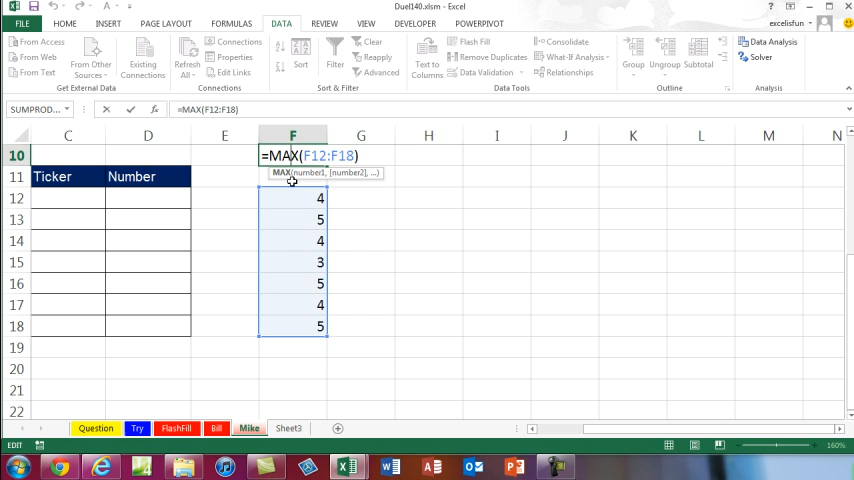 Duel140.xlsm - Excel
FILE HOME INSERT PAGE LAYOUT FORMULAS DATA REVIEW VIEW DEVELOPER POWERPIVOT excelisfun
From Access
From Web
From Text
From Other Sources
Existing Connections
Get External Data
Refresh All
Connections
Properties
Edit Links
Connections
Sort
Filter
Clear
Reapply
Advanced
Sort & Filter
Text to Columns
Flash Fill
Remove Duplicates
Data Validation
Consolidate
What-If Analysis
Relationships
Data Tools
Group
Ungroup
Subtotal
Outline
Data Analysis
Solver
Analysis
SUMPROD... fx =MAX(F12:F18)
C D E F G H I J K L M N
10 =MAX(F12:F18)
MAX(number1, [number2], ...)
11 Ticker Number
12 4
13 5
14 4
15 3
16 5
17 4
18 5
19
20
21
22
Question Try FlashFill Bill Mike Sheet3
EDIT 160%